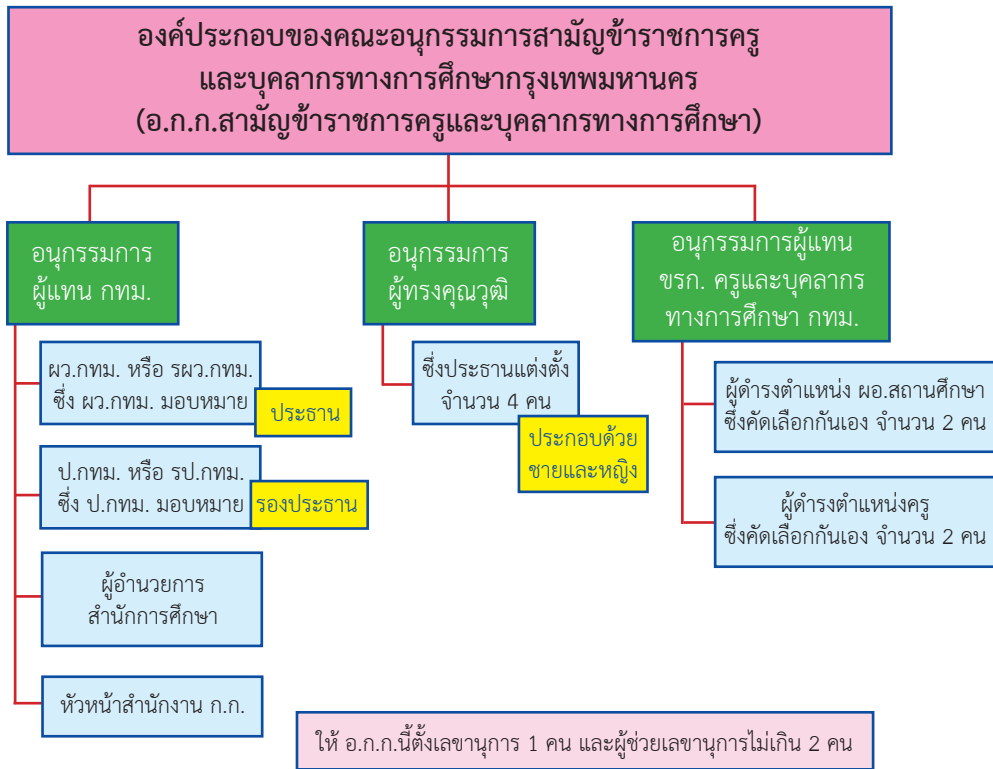 องค์ประกอบของคณะอนุกรรมการสามัญข้าราชการครู
และบุคลากรทางการศึกษากรุงเทพมหานคร
(อ.ก.ก.สามัญข้าราชการครูและบุคลากรทางการศึกษา)
อนุกรรมการ
ผู้แทน กทม.
ผว.กทม. หรือ รผว.กทม.
ซึ่ง ผว.กทม. มอบหมาย
ประธาน
ป.กทม. หรือ รป.กทม.
ซึ่ง ป.กทม. มอบหมาย
รองประธาน
ผู้อำนวยการ
สำนักการศึกษา
หัวหน้าสำนักงาน ก.ก.
อนุกรรมการ
ผู้ทรงคุณวุฒิ
ซึ่งประธานแต่งตั้ง
จำนวน 4 คน
ประกอบด้วย
ชายและหญิง
อนุกรรมการผู้แทน
ขรก. ครูและบุคลากร
ทางการศึกษา กทม.
ผู้ดำรงตำแหน่ง ผอ.สถานศึกษา
ซึ่งคัดเลือกกันเอง จำนวน 2 คน
ผู้ดำรงตำแหน่งครู
ซึ่งคัดเลือกกันเอง จำนวน 2 คน
ให้ อ.ก.ก.นี้ตั้งเลขานุการ 1 คน และผู้ช่วยเลขานุการไม่เกิน 2 คน